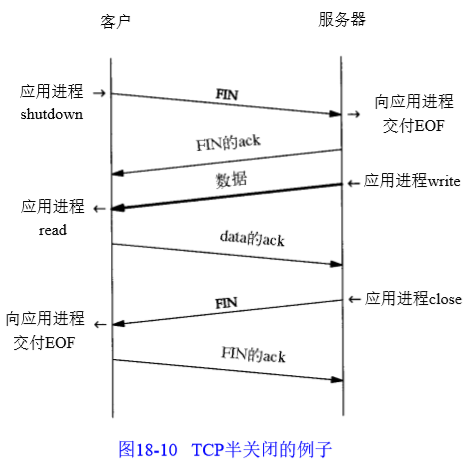 客户
服务器
应用进程
shutdown
FIN
向应用进程
交付EOF
FIN的ack
数据
应用进程write
应用进程
read
data的ack
FIN
应用进程close
向应用进程
交付EOF
FIN的ack
图18-10 TCP半关闭的例子